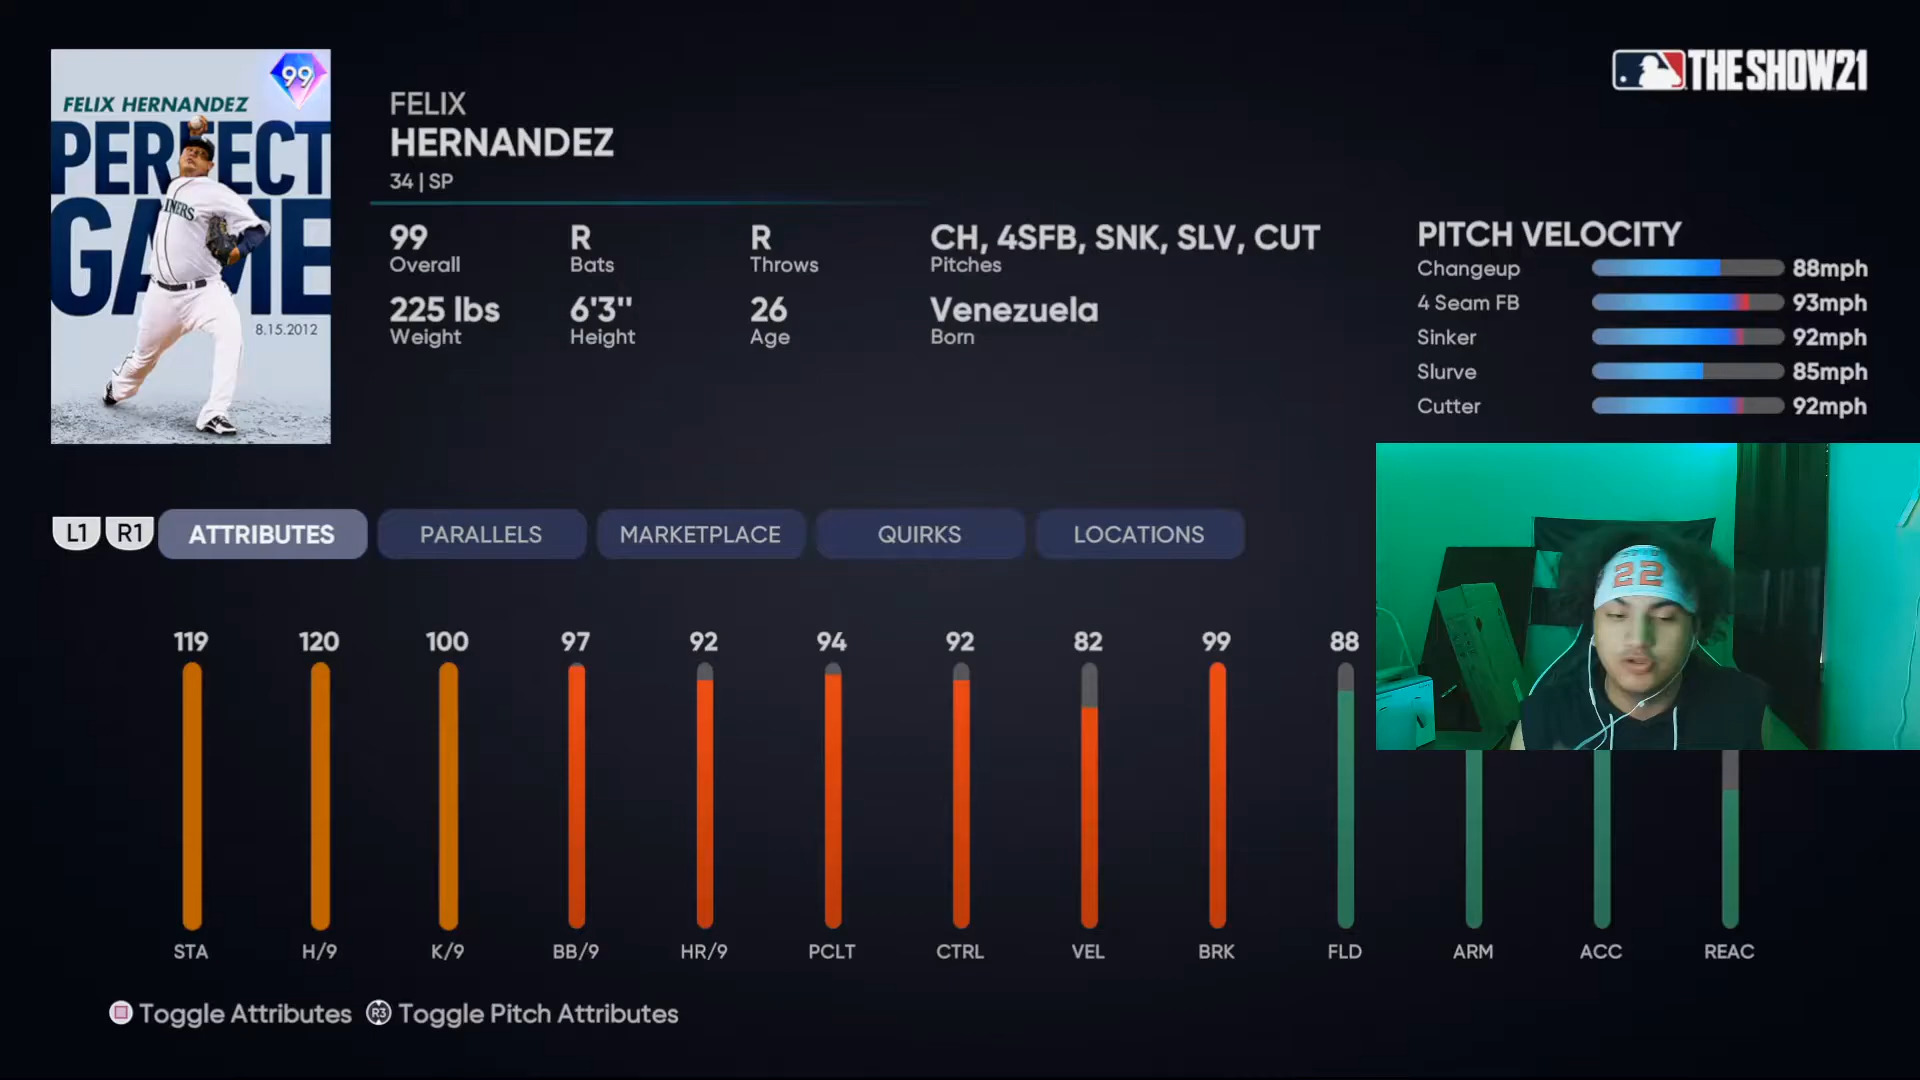 99
FELIX HERNANDEZ
PERFECT
GAME
8.15.2012
FELIX
HERNANDEZ
34 | SP
99
Overall
R
Bats
R
Throws
CH, 4SFB, SNK, SLV, CUT
Pitches
225 lbs
Weight
6'3"
Height
26
Age
Venezuela
Born
THE SHOW 21
PITCH VELOCITY
Changeup 88mph
4 Seam FB 93mph
Sinker 92mph
Slurve 85mph
Cutter 92mph
L1 R1 ATTRIBUTES PARALLELS MARKETPLACE QUIRKS LOCATIONS
22
119 120 100 97 92 94 92 82 99 88
STA H/9 K/9 BB/9 HR/9 PCLT CTRL VEL BRK FLD ARM ACC REAC
Toggle Attributes R3 Toggle Pitch Attributes